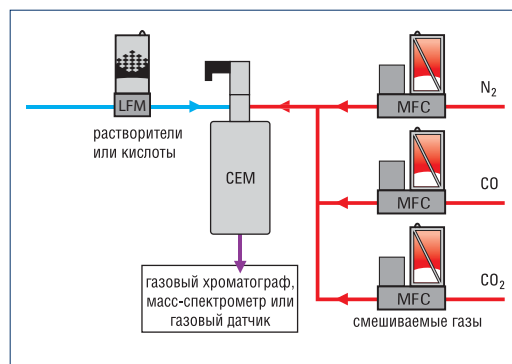 LFM
растворители
или кислоты
CEM
газовый хроматограф,
масс-спектрометр или
газовый датчик
MFC
N₂
MFC
CO
MFC
CO₂
смешиваемые газы